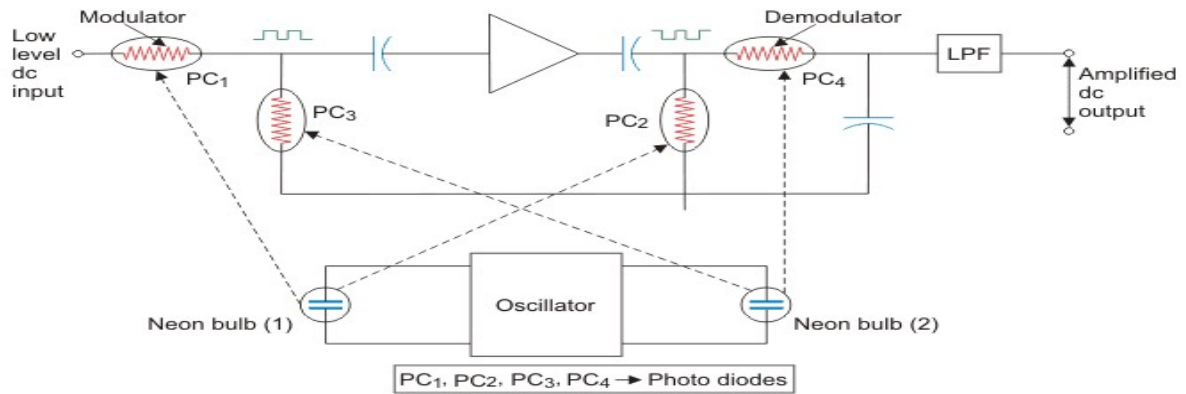 Modulator
Demodulator
Low
level
dc
input
LPF
PC1
PC4
Amplified
dc
output
PC3
PC2
Oscillator
Neon bulb (1)
Neon bulb (2)
PC1, PC2, PC3, PC4 → Photo diodes